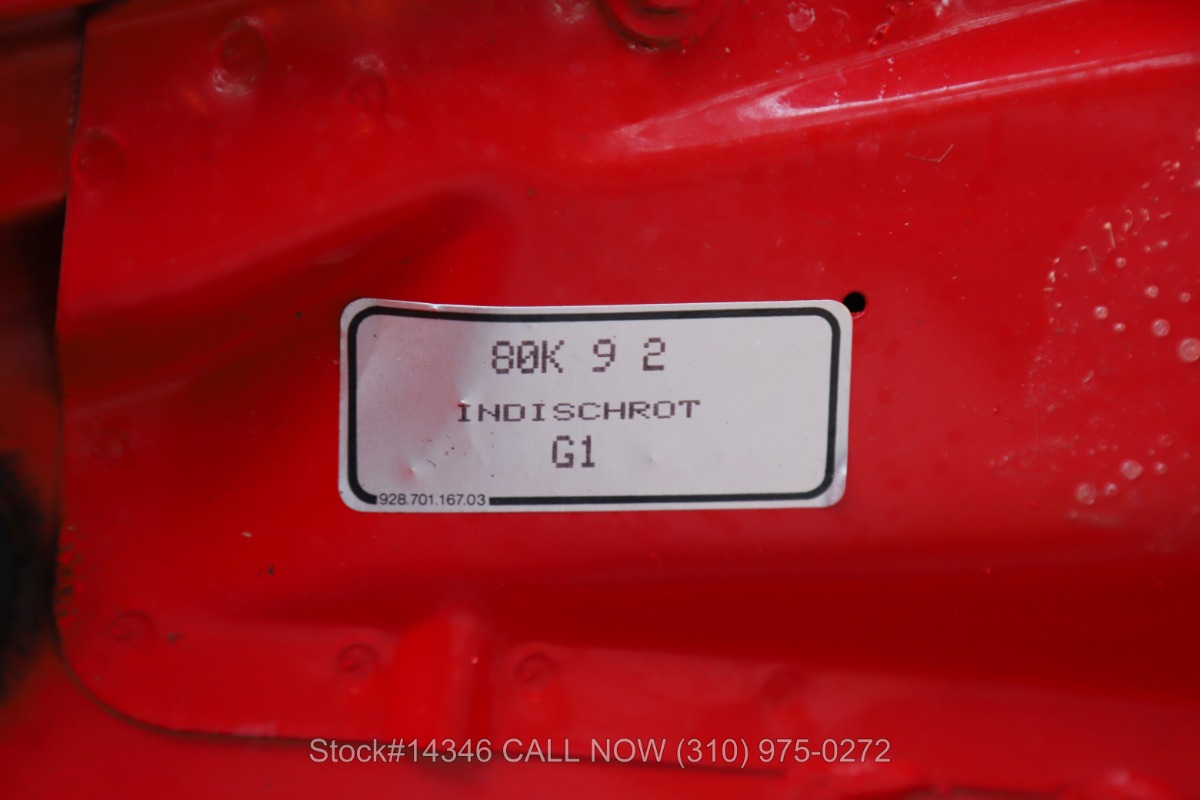 80K 9 2
INDISCHROT
G1
928.701.167.03
Stock#14346 CALL NOW (310) 975-0272